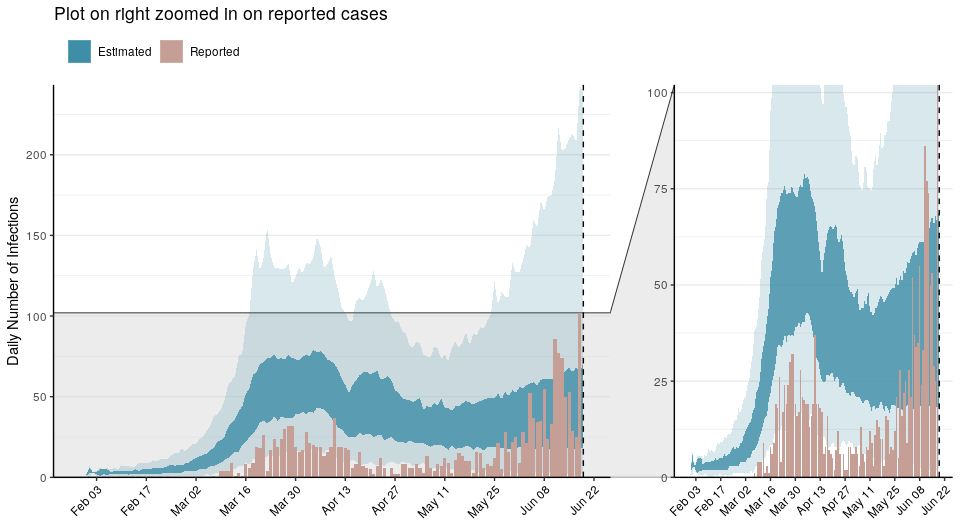 Plot on right zoomed in on reported cases
Estimated Reported
Daily Number of Infections
200
150
100
50
0
Feb 03 Feb 17 Mar 02 Mar 16 Mar 30 Apr 13 Apr 27 May 11 May 25 Jun 08 Jun 22
100
75
50
25
0
Feb 03 Feb 17 Mar 02 Mar 16 Mar 30 Apr 13 Apr 27 May 11 May 25 Jun 08 Jun 22